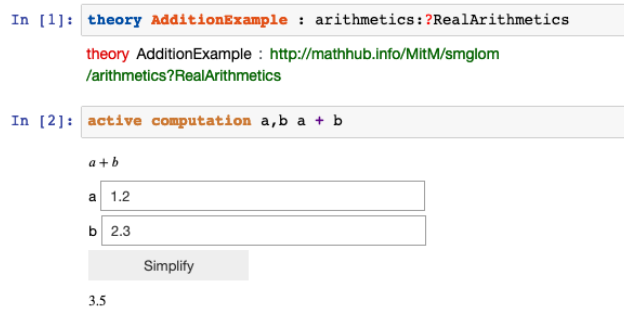 In [1]: theory AdditionExample : arithmetics:?RealArithmetics
theory AdditionExample : http://mathhub.info/MitM/smglom
/arithmetics?RealArithmetics
In [2]: active computation a,b a + b
a + b
a 1.2
b 2.3
Simplify
3.5